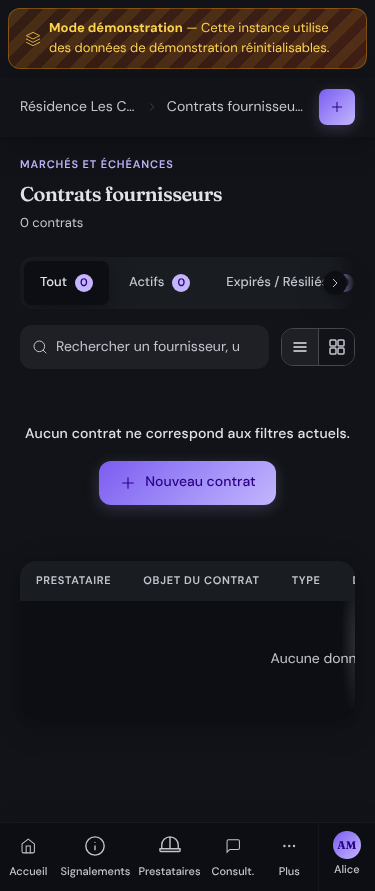 Mode démonstration — Cette instance utilise
des données de démonstration réinitialisables.
Résidence Les C... > Contrats fournisseu...
MARCHÉS ET ÉCHÉANCES
Contrats fournisseurs
0 contrats
Tout 0 Actifs 0 Expirés / Résiliés
Rechercher un fournisseur, u
Aucun contrat ne correspond aux filtres actuels.
+ Nouveau contrat
PRESTATAIRE OBJET DU CONTRAT TYPE
Aucune donn
AM
Accueil Signalements Prestataires Consult. Plus Alice